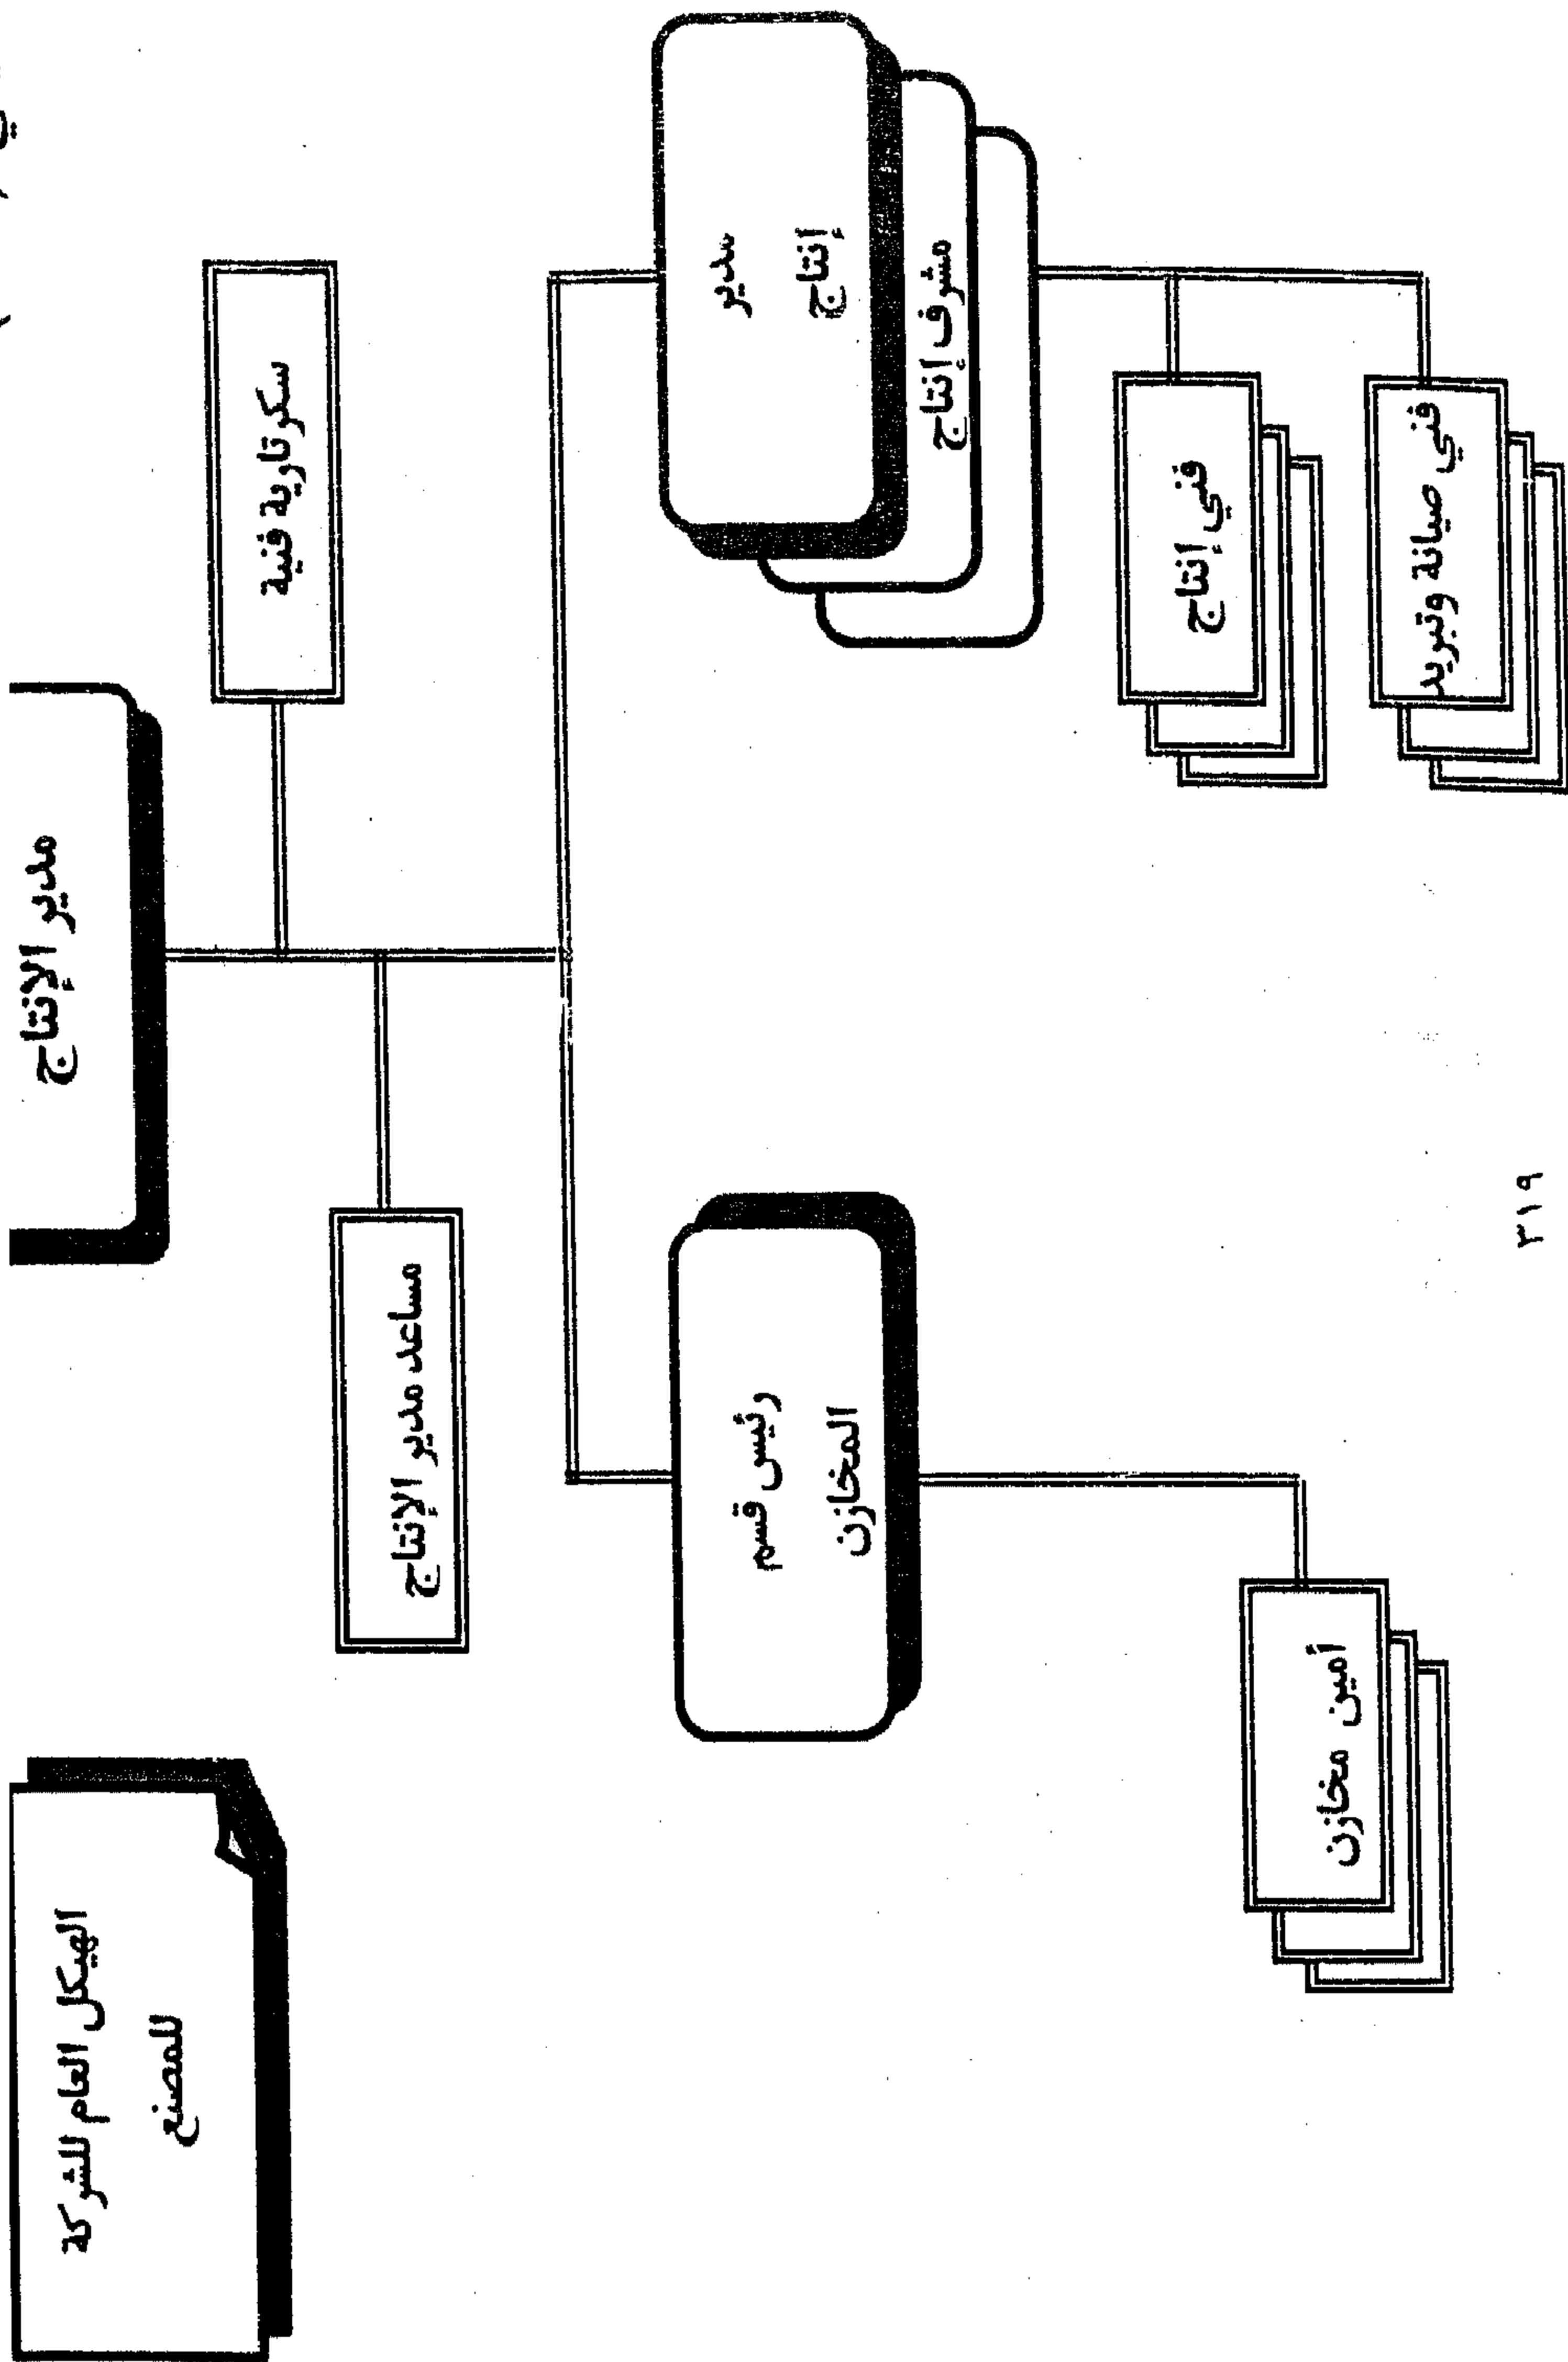 الهيكل العام للشركة
للمصنع
مدير الإنتاج
سكرتارية فنية
مساعد مدير الإنتاج
مدير
إنتاج
مشرف إنتاج
رئيس قسم
المخازن
فني إنتاج
فني صيانة وتبريد
أمين مخازن
٣١٩